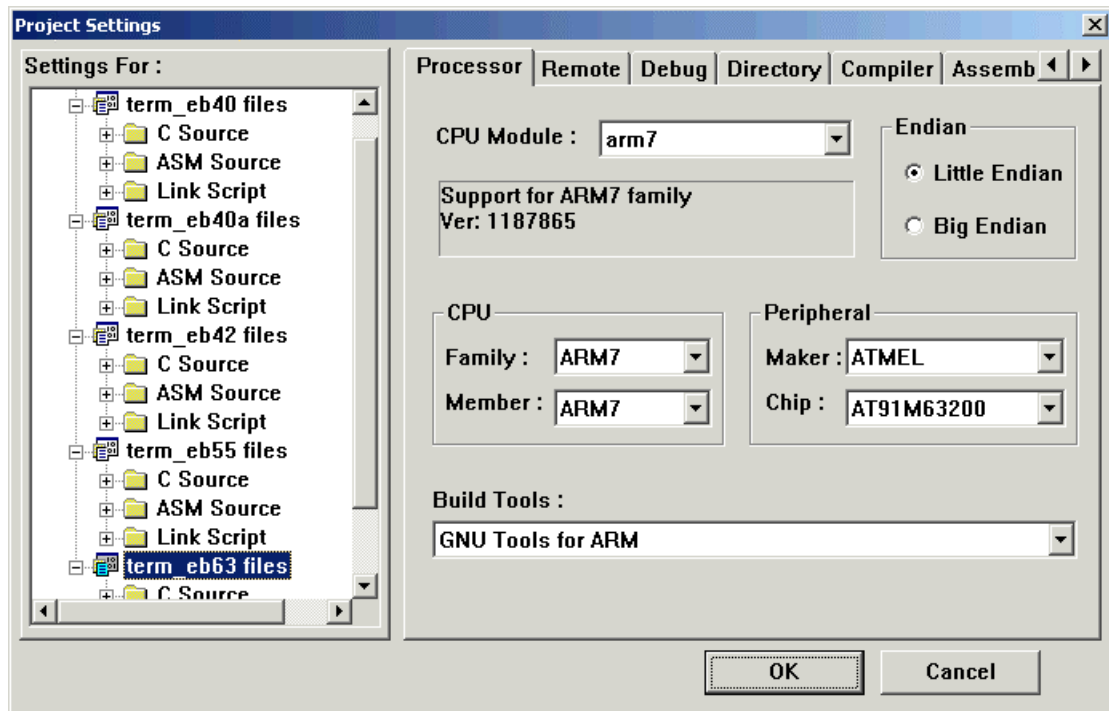 Project Settings
Settings For :
term_eb40 files
C Source
ASM Source
Link Script
term_eb40a files
C Source
ASM Source
Link Script
term_eb42 files
C Source
ASM Source
Link Script
term_eb55 files
C Source
ASM Source
Link Script
term_eb63 files
C Source
Processor Remote Debug Directory Compiler Assemb
CPU Module : arm7
Support for ARM7 family
Ver: 1187865
Endian
Little Endian
Big Endian
CPU
Family : ARM7
Member : ARM7
Peripheral
Maker : ATMEL
Chip : AT91M63200
Build Tools :
GNU Tools for ARM
OK Cancel